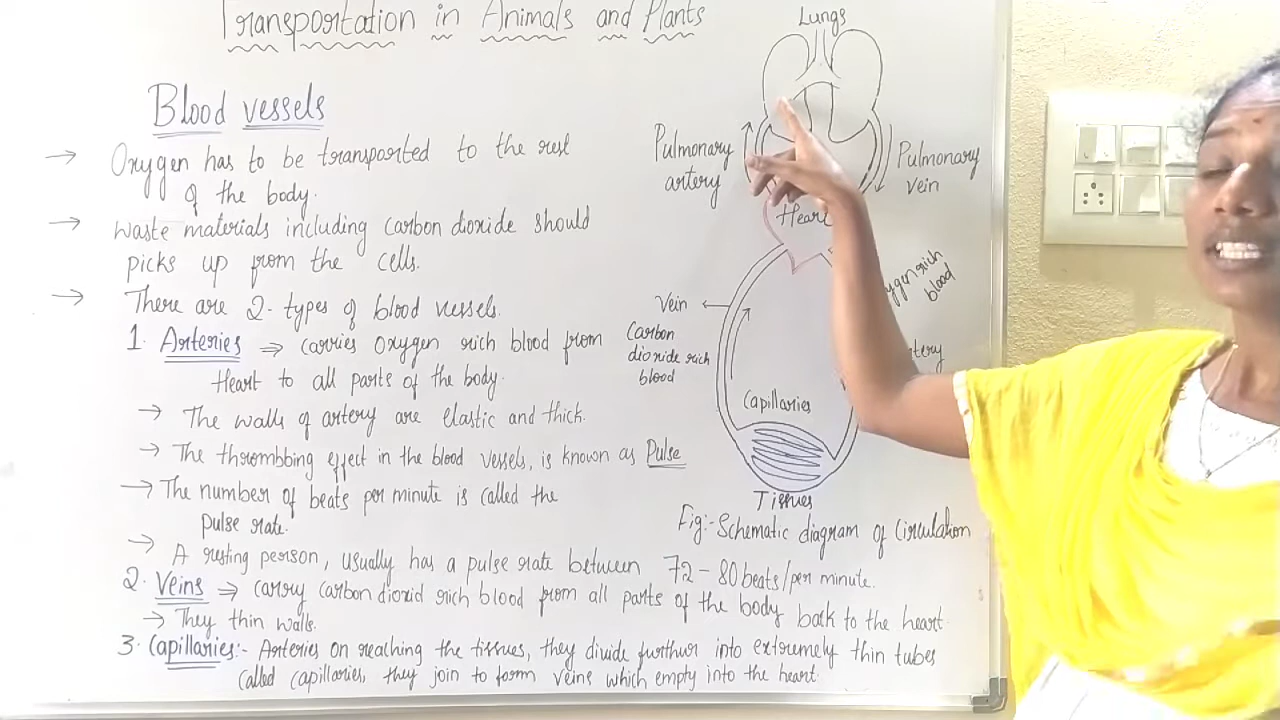 Transportation in Animals and Plants
Blood vessels
→ Oxygen has to be transported to the rest
of the body.
→ Waste materials including carbon dioxide should
picks up from the cells.
→ There are 2- types of blood vessels.
1. Arteries ⇒ carries oxygen rich blood from
Heart to all parts of the body.
→ The walls of artery are elastic and thick.
→ The thrombbing effect in the blood vessels, is known as Pulse
→ The number of beats per minute is called the
pulse rate.
→ A resting person, usually has a pulse rate between 72 - 80 beats/per minute.
2. Veins ⇒ carry carbon dioxid rich blood from all parts of the body back to the heart.
→ They thin walls.
3. Capillaries:- Arteries on reaching the tissues, they divide furthur into extremely thin tubes
called capillaries, they join to form veins which empty into the heart.
Lungs
Pulmonary
artery
Pulmonary
vein
Heart
rich
blood
Vein
Carbon
dioxide rich
blood
Capillaries
Tissues
Fig:- Schematic diagram of Circulation